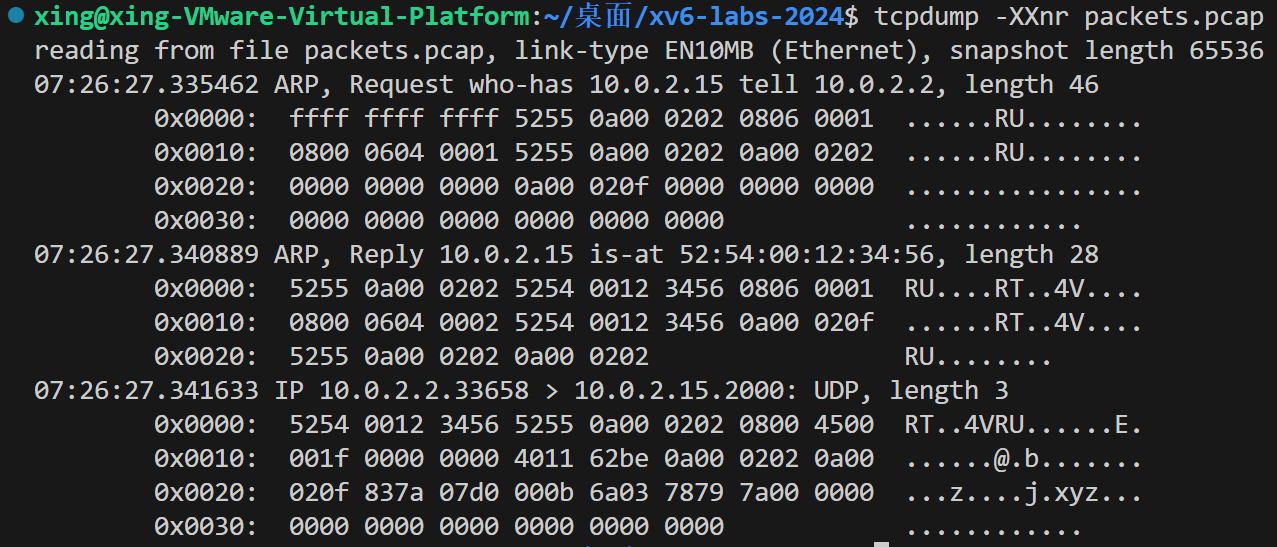 xing@xing-VMware-Virtual-Platform:~/桌面/xv6-labs-2024$ tcpdump -XXnr packets.pcap
reading from file packets.pcap, link-type EN10MB (Ethernet), snapshot length 65536
07:26:27.335462 ARP, Request who-has 10.0.2.15 tell 10.0.2.2, length 46
0x0000:  ffff ffff ffff 5255 0a00 0202 0806 0001  ......RU........
0x0010:  0800 0604 0001 5255 0a00 0202 0a00 0202  ......RU........
0x0020:  0000 0000 0000 0a00 020f 0000 0000 0000  ................
0x0030:  0000 0000 0000 0000 0000 0000            ............
07:26:27.340889 ARP, Reply 10.0.2.15 is-at 52:54:00:12:34:56, length 28
0x0000:  5255 0a00 0202 5254 0012 3456 0806 0001  RU....RT..4V....
0x0010:  0800 0604 0002 5254 0012 3456 0a00 020f  ......RT..4V....
0x0020:  5255 0a00 0202 0a00 0202                 RU........
07:26:27.341633 IP 10.0.2.2.33658 > 10.0.2.15.2000: UDP, length 3
0x0000:  5254 0012 3456 5255 0a00 0202 0800 4500  RT..4VRU......E.
0x0010:  001f 0000 0000 4011 62be 0a00 0202 0a00  ......@.b.......
0x0020:  020f 837a 07d0 000b 6a03 7879 7a00 0000  ...z....j.xyz...
0x0030:  0000 0000 0000 0000 0000 0000            ............